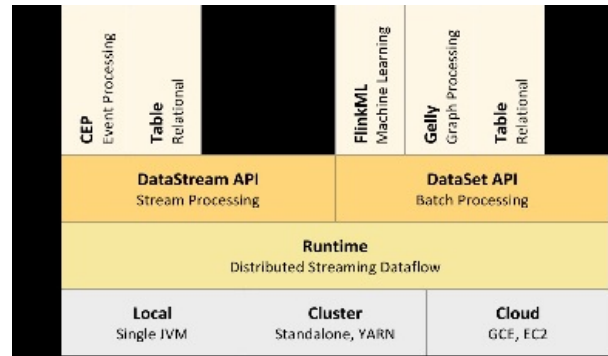 CEP
Event Processing
Table
Relational
FlinkML
Machine Learning
Gelly
Graph Processing
Table
Relational
DataStream API
Stream Processing
DataSet API
Batch Processing
Runtime
Distributed Streaming Dataflow
Local
Single JVM
Cluster
Standalone, YARN
Cloud
GCE, EC2